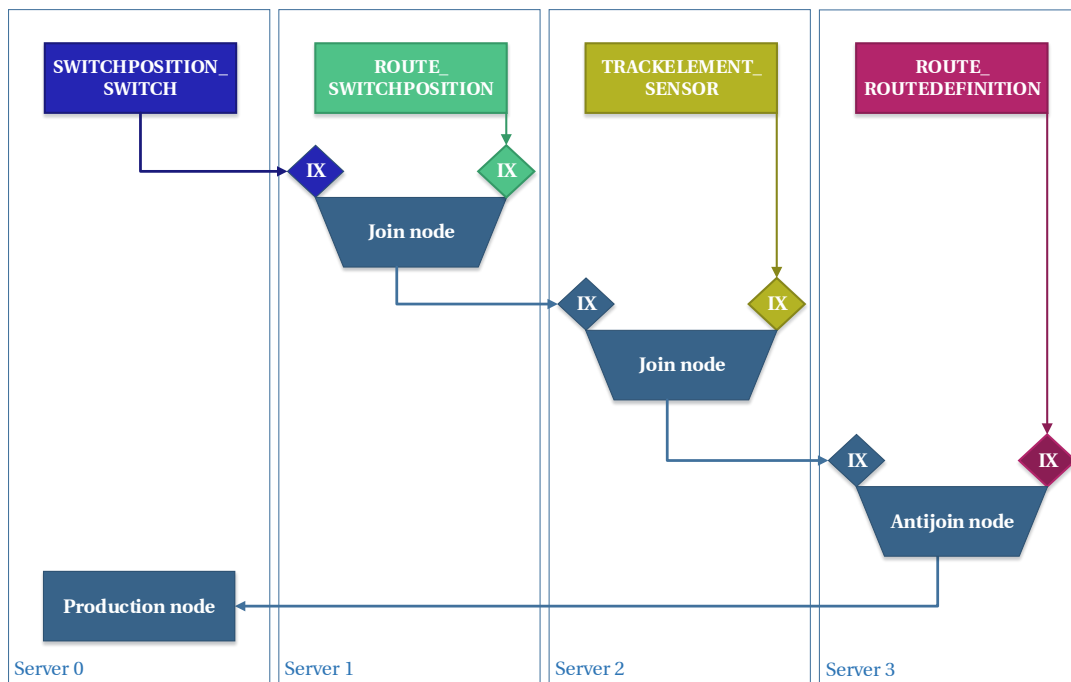 SWITCHPOSITION_
SWITCH
ROUTE_
SWITCHPOSITION
TRACKELEMENT_
SENSOR
ROUTE_
ROUTEDEFINITION
IX
IX
Join node
IX
IX
Join node
IX
IX
Antijoin node
Production node
Server 0
Server 1
Server 2
Server 3